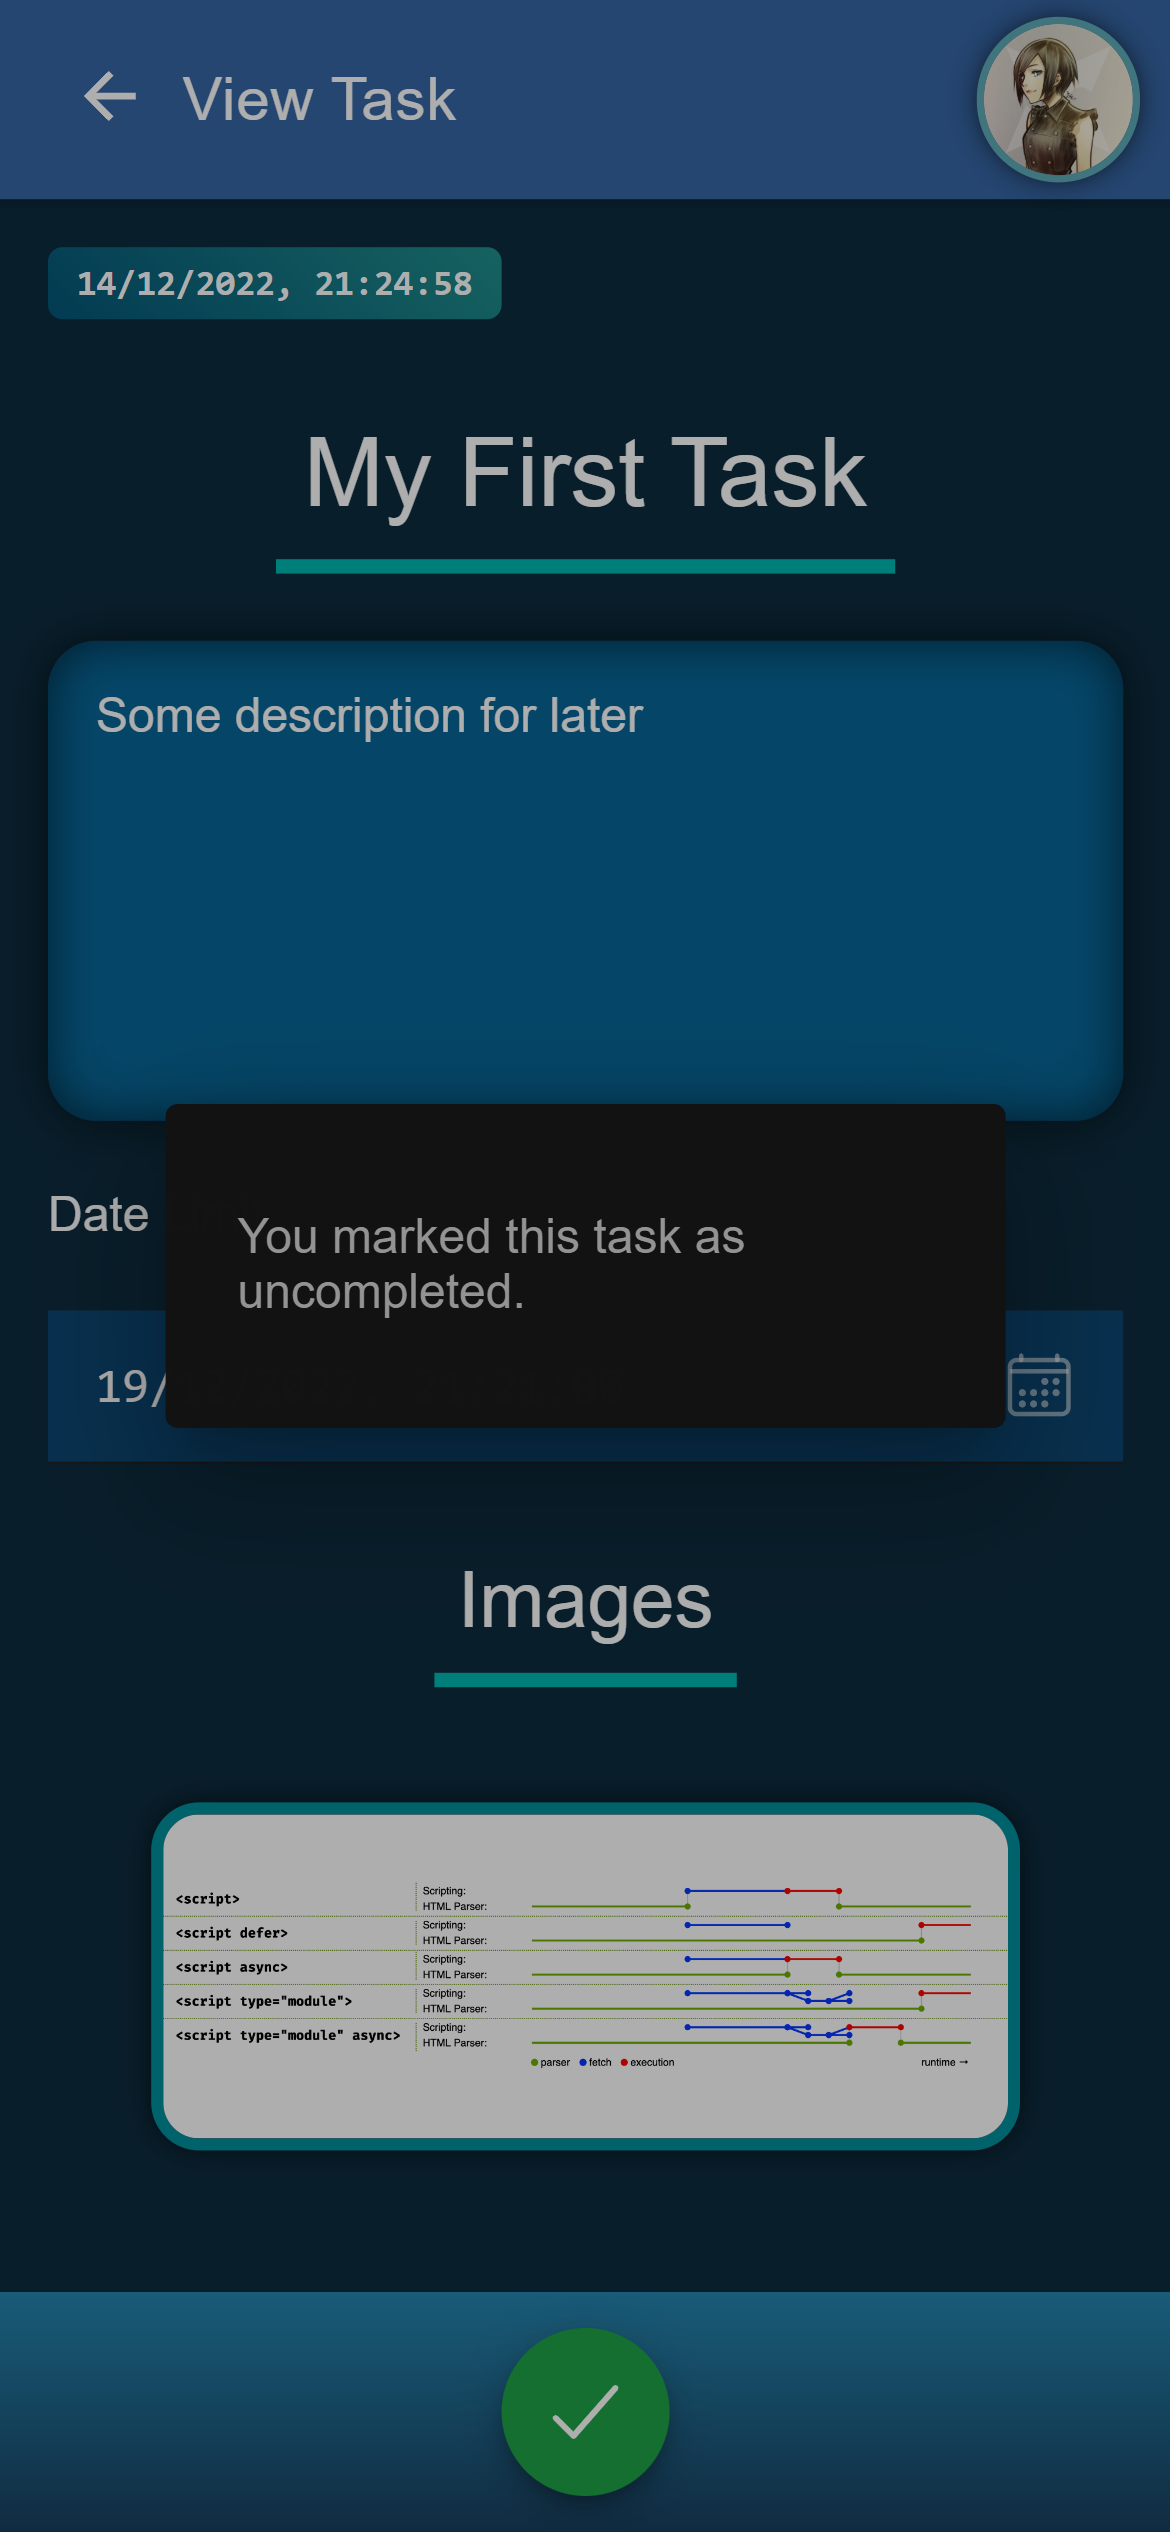 View Task
14/12/2022, 21:24:58
My First Task
Some description for later
Date
You marked this task as
uncompleted.
19/
Images
<script>
Scripting:
HTML Parser:
<script defer>
Scripting:
HTML Parser:
<script async>
Scripting:
HTML Parser:
<script type="module">
Scripting:
HTML Parser:
<script type="module" async>
Scripting:
HTML Parser:
parser fetch execution runtime →